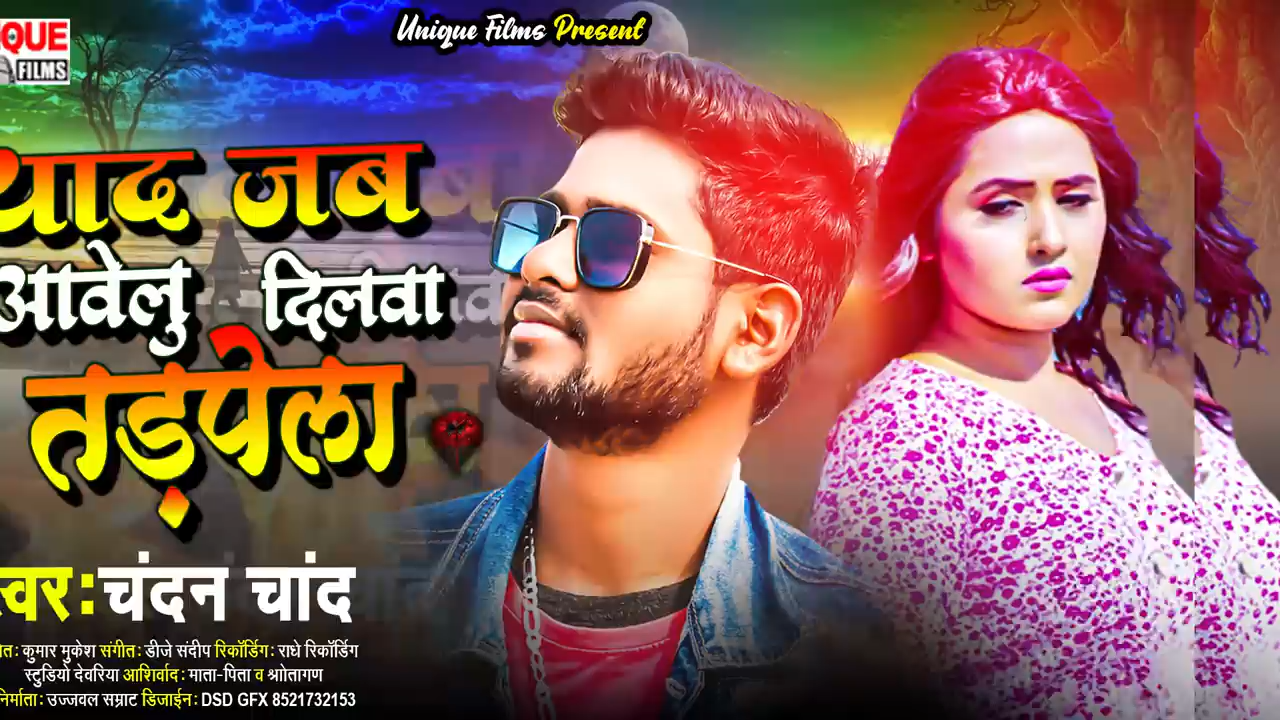 Unique Films Present
IQUE
FILMS
याद जब
आवेलु दिलवा
तड़पेला
स्वर : चंदन चांद
कुमार मुकेश संगीत : डीजे संदीप रिकॉर्डिंग : राधे रिकॉर्डिंग
स्टुडियो देवरिया आशिर्वाद : माता-पिता व श्रोतागण
निर्माता : उज्जवल सम्राट डिजाईन : DSD GFX 8521732153